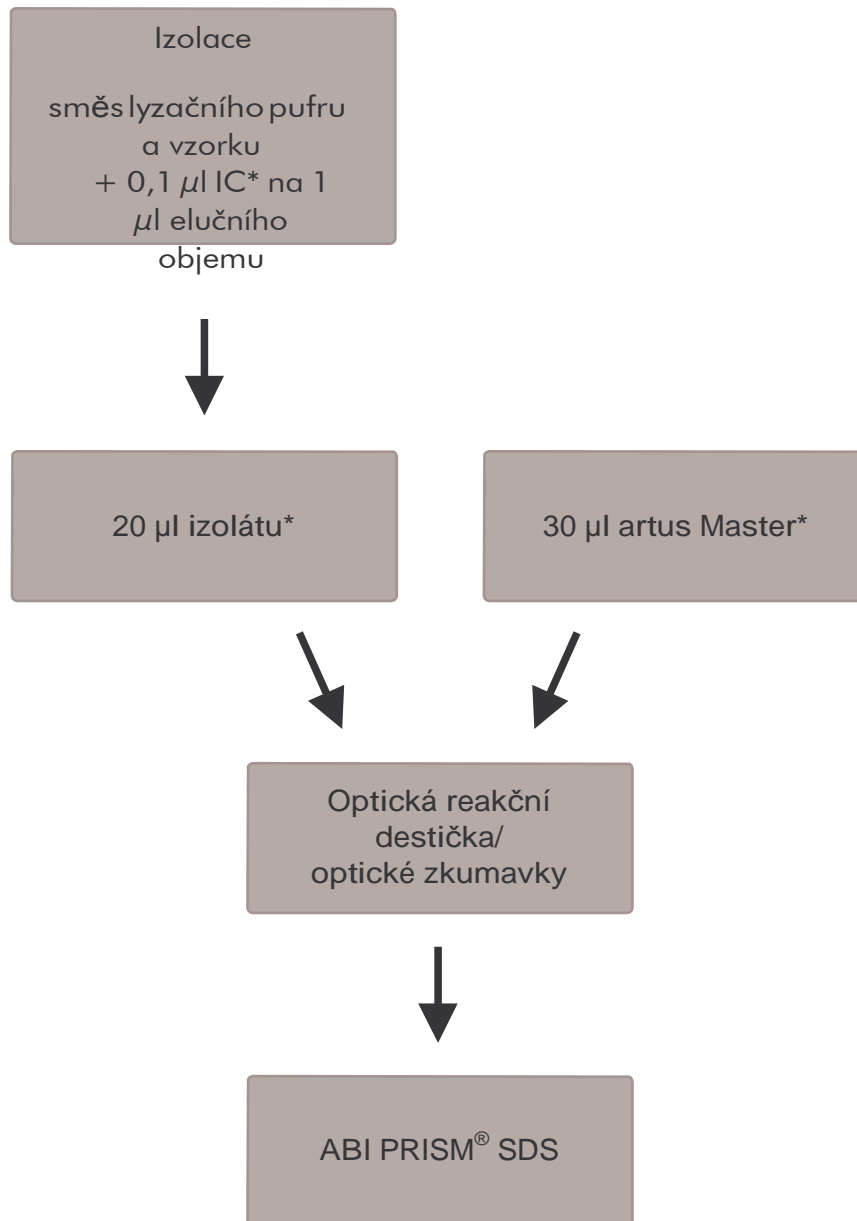 Izolace
směs lyzačního pufru
a vzorku
+ 0,1 µl IC* na 1
µl elučního
objemu
20 µl izolátu*
30 µl artus Master*
Optická reakční
destička/
optické zkumavky
ABI PRISM® SDS